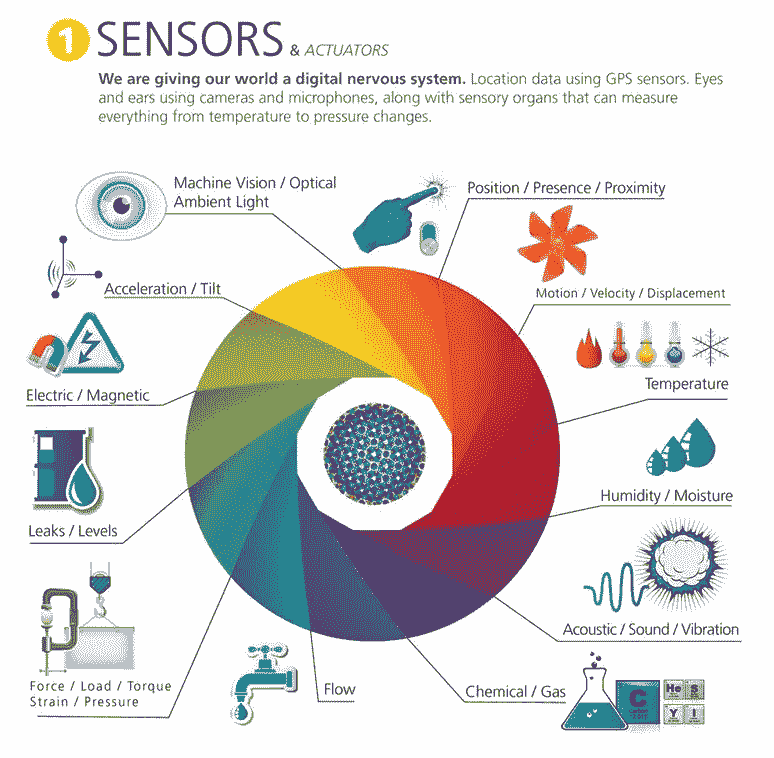 1 SENSORS & ACTUATORS
We are giving our world a digital nervous system. Location data using GPS sensors. Eyes
and ears using cameras and microphones, along with sensory organs that can measure
everything from temperature to pressure changes.
Machine Vision / Optical
Ambient Light
Position / Presence / Proximity
Acceleration / Tilt
Motion / Velocity / Displacement
Electric / Magnetic
Temperature
Leaks / Levels
Humidity / Moisture
Acoustic / Sound / Vibration
Force / Load / Torque
Strain / Pressure
Flow
Chemical / Gas
C
Carbon
He S
Y I